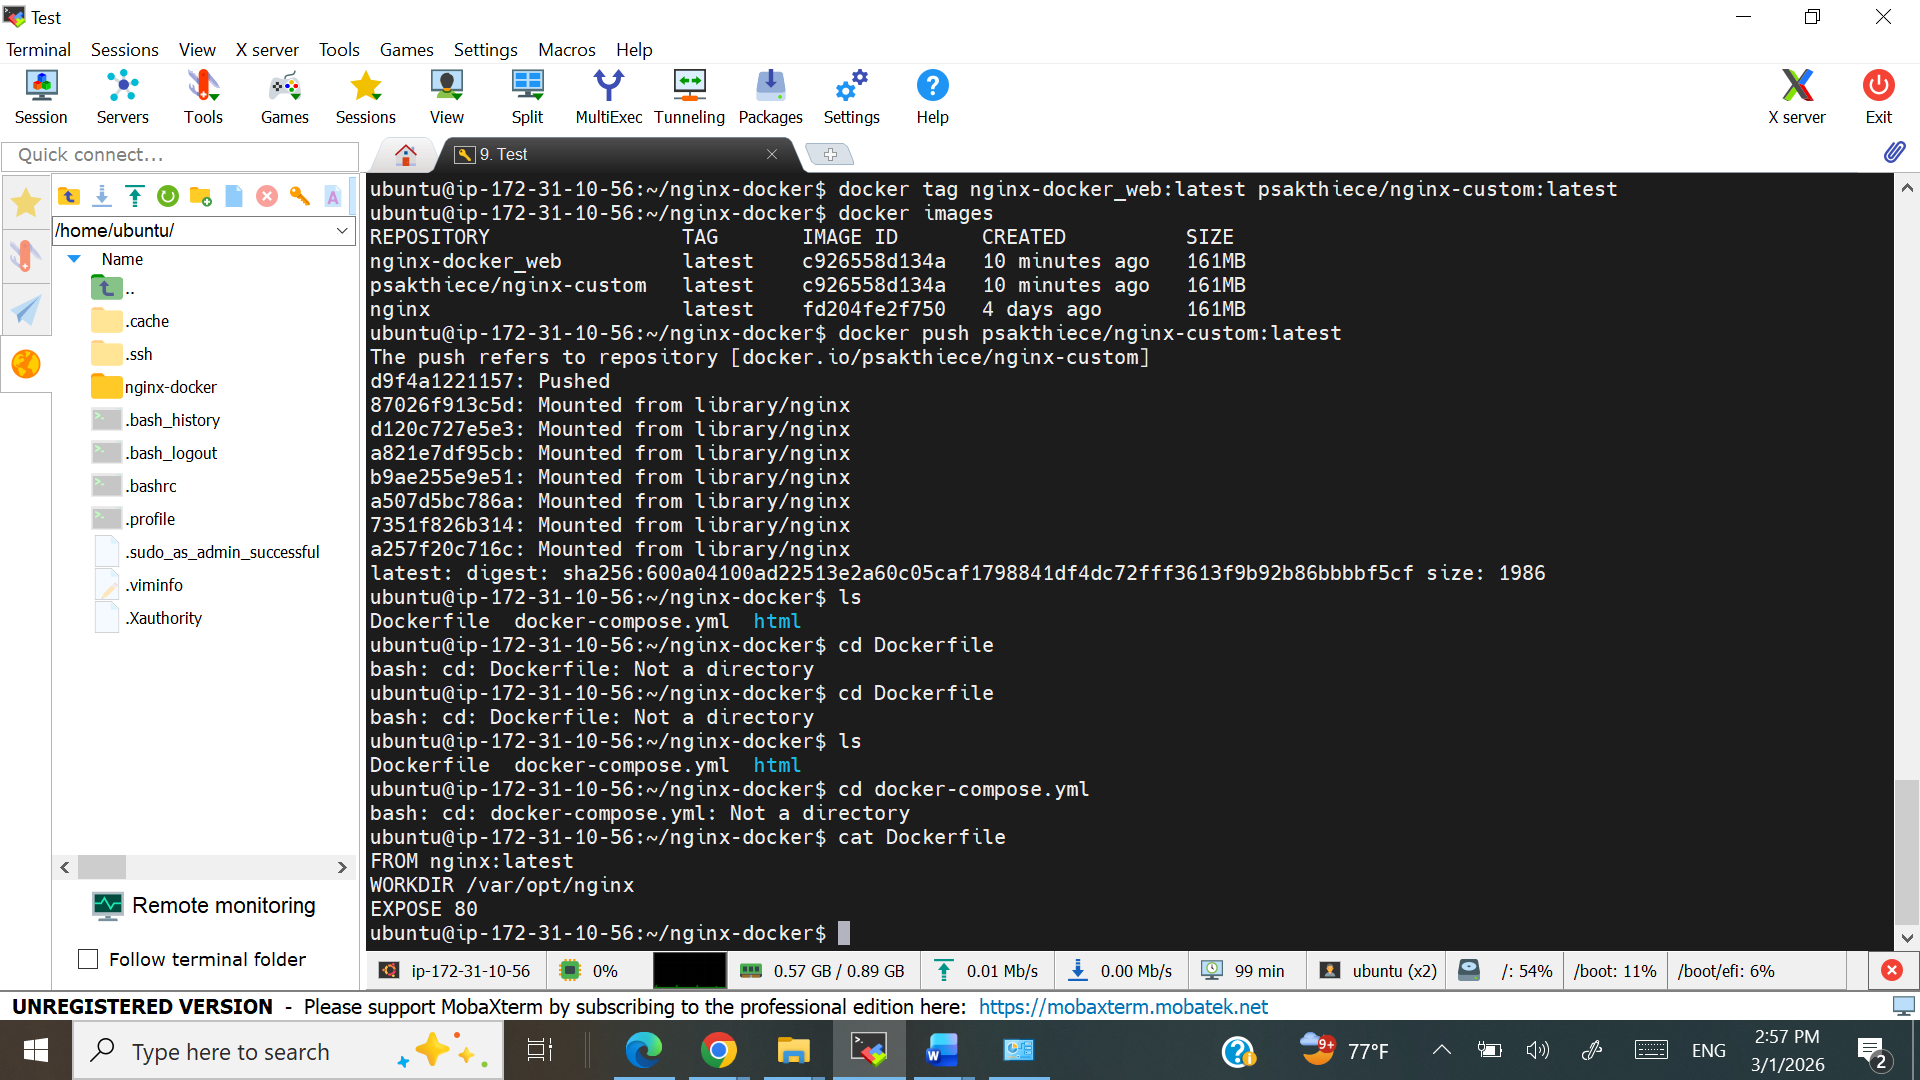 Test
Terminal Sessions View X server Tools Games Settings Macros Help
Session Servers Tools Games Sessions View Split MultiExec Tunneling Packages Settings Help X server Exit
Quick connect...
9. Test
/home/ubuntu/
Name
..
.cache
.ssh
nginx-docker
.bash_history
.bash_logout
.bashrc
.profile
.sudo_as_admin_successful
.viminfo
.Xauthority
Remote monitoring
Follow terminal folder
ubuntu@ip-172-31-10-56:~/nginx-docker$ docker tag nginx-docker_web:latest psakthiece/nginx-custom:latest
ubuntu@ip-172-31-10-56:~/nginx-docker$ docker images
REPOSITORY TAG IMAGE ID CREATED SIZE
nginx-docker_web latest c926558d134a 10 minutes ago 161MB
psakthiece/nginx-custom latest c926558d134a 10 minutes ago 161MB
nginx latest fd204fe2f750 4 days ago 161MB
ubuntu@ip-172-31-10-56:~/nginx-docker$ docker push psakthiece/nginx-custom:latest
The push refers to repository [docker.io/psakthiece/nginx-custom]
d9f4a1221157: Pushed
87026f913c5d: Mounted from library/nginx
d120c727e5e3: Mounted from library/nginx
a821e7df95cb: Mounted from library/nginx
b9ae255e9e51: Mounted from library/nginx
a507d5bc786a: Mounted from library/nginx
7351f826b314: Mounted from library/nginx
a257f20c716c: Mounted from library/nginx
latest: digest: sha256:600a04100ad22513e2a60c05caf1798841df4dc72fff3613f9b92b86bbbbf5cf size: 1986
ubuntu@ip-172-31-10-56:~/nginx-docker$ ls
Dockerfile docker-compose.yml html
ubuntu@ip-172-31-10-56:~/nginx-docker$ cd Dockerfile
bash: cd: Dockerfile: Not a directory
ubuntu@ip-172-31-10-56:~/nginx-docker$ cd Dockerfile
bash: cd: Dockerfile: Not a directory
ubuntu@ip-172-31-10-56:~/nginx-docker$ ls
Dockerfile docker-compose.yml html
ubuntu@ip-172-31-10-56:~/nginx-docker$ cd docker-compose.yml
bash: cd: docker-compose.yml: Not a directory
ubuntu@ip-172-31-10-56:~/nginx-docker$ cat Dockerfile
FROM nginx:latest
WORKDIR /var/opt/nginx
EXPOSE 80
ubuntu@ip-172-31-10-56:~/nginx-docker$
ip-172-31-10-56 0% 0.57 GB / 0.89 GB 0.01 Mb/s 0.00 Mb/s 99 min ubuntu (x2) /: 54% /boot: 11% /boot/efi: 6%
UNREGISTERED VERSION - Please support MobaXterm by subscribing to the professional edition here: https://mobaxterm.mobatek.net
Type here to search
9+ 77°F ENG
2:57 PM
3/1/2026
2